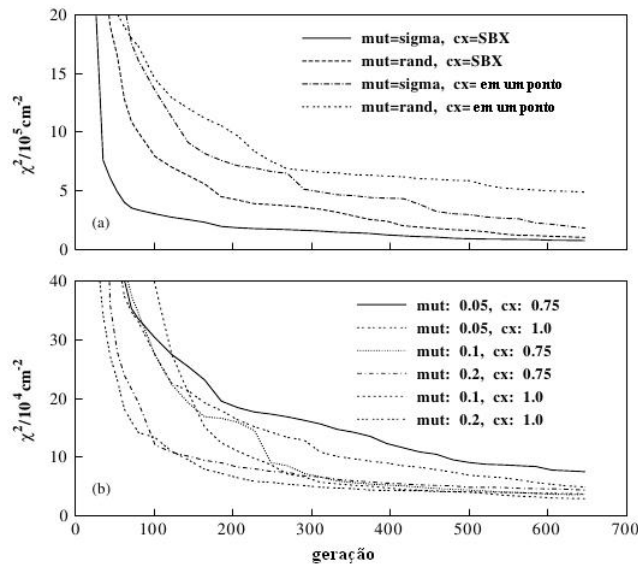 20
15
10
5
0
χ²/10⁵cm⁻²
mut=sigma, cx=SBX
mut=rand, cx=SBX
mut=sigma, cx= em um ponto
mut=rand, cx= em um ponto
(a)
40
30
20
10
0
χ²/10⁴cm⁻²
mut: 0.05, cx: 0.75
mut: 0.05, cx: 1.0
mut: 0.1, cx: 0.75
mut: 0.2, cx: 0.75
mut: 0.1, cx: 1.0
mut: 0.2, cx: 1.0
(b)
0 100 200 300 400 500 600 700
geração